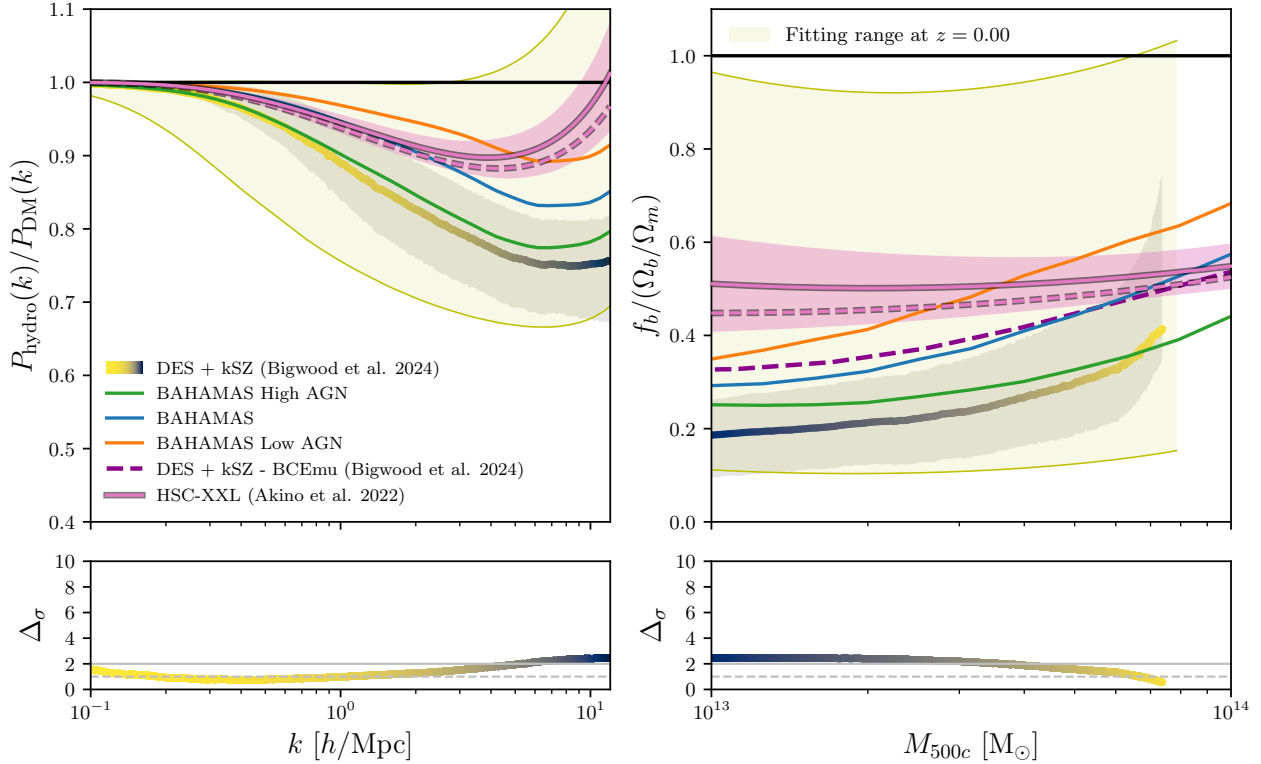 1.1
1.0
0.9
0.8
0.7
0.6
0.5
0.4
P_hydro(k)/P_DM(k)
DES + kSZ (Bigwood et al. 2024)
BAHAMAS High AGN
BAHAMAS
BAHAMAS Low AGN
DES + kSZ - BCEmu (Bigwood et al. 2024)
HSC-XXL (Akino et al. 2022)
Fitting range at z = 0.00
1.0
0.8
0.6
0.4
0.2
0.0
f_b/(Ω_b/Ω_m)
10
8
6
4
2
0
Δ_σ
10^−1
10^0
10^1
k [h/Mpc]
10
8
6
4
2
0
Δ_σ
10^13
10^14
M_500c [M_⊙]